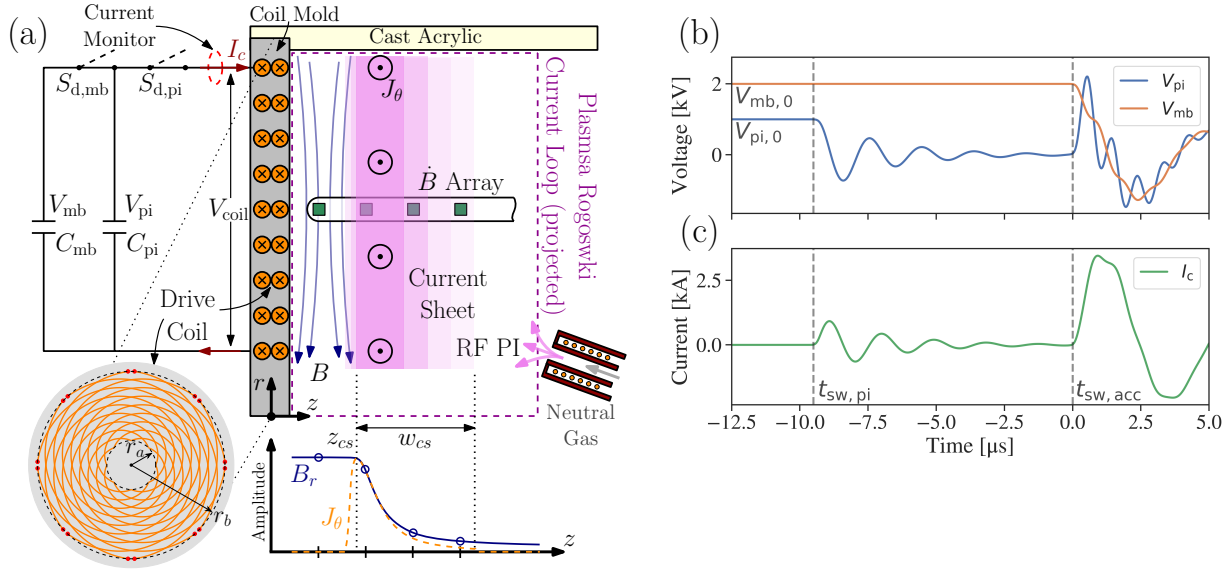 (a)
Current
Monitor
Coil Mold
Cast Acrylic
I_c
S_d,mb
S_d,pi
J_θ
Ḃ Array
V_mb
C_mb
V_pi
C_pi
V_coil
Current
Sheet
Drive
Coil
Plasmsa Rogoswki
Current Loop (projected)
RF PI
B
r
z
Neutral
Gas
r_a
r_b
z_cs
w_cs
Amplitude
B_r
J_θ
z
(b)
Voltage [kV]
2
0
V_mb,0
V_pi,0
V_pi
V_mb
(c)
Current [kA]
2.5
0.0
I_c
t_sw,pi
t_sw,acc
-12.5 -10.0 -7.5 -5.0 -2.5 0.0 2.5 5.0
Time [μs]